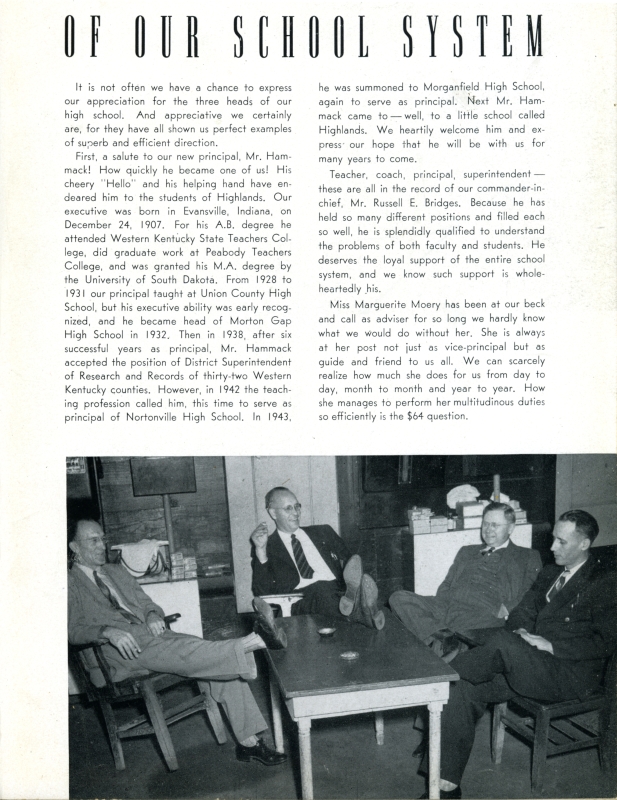 OF OUR SCHOOL SYSTEM
It is not often we have a chance to express
our appreciation for the three heads of our
high school. And appreciative we certainly
are, for they have all shown us perfect examples
of superb and efficient direction.
First, a salute to our new principal, Mr. Ham-
mack! How quickly he became one of us! His
cheery "Hello" and his helping hand have en-
deared him to the students of Highlands. Our
executive was born in Evansville, Indiana, on
December 24, 1907. For his A.B. degree he
attended Western Kentucky State Teachers Col-
lege, did graduate work at Peabody Teachers
College, and was granted his M.A. degree by
the University of South Dakota. From 1928 to
1931 our principal taught at Union County High
School, but his executive ability was early recog-
nized, and he became head of Morton Gap
High School in 1932. Then in 1938, after six
successful years as principal, Mr. Hammack
accepted the position of District Superintendent
of Research and Records of thirty-two Western
Kentucky counties. However, in 1942 the teach-
ing profession called him, this time to serve as
principal of Nortonville High School. In 1943,
he was summoned to Morganfield High School,
again to serve as principal. Next Mr. Ham-
mack came to — well, to a little school called
Highlands. We heartily welcome him and ex-
press our hope that he will be with us for
many years to come.
Teacher, coach, principal, superintendent —
these are all in the record of our commander-in-
chief, Mr. Russell E. Bridges. Because he has
held so many different positions and filled each
so well, he is splendidly qualified to understand
the problems of both faculty and students. He
deserves the loyal support of the entire school
system, and we know such support is whole-
heartedly his.
Miss Marguerite Moery has been at our beck
and call as adviser for so long we hardly know
what we would do without her. She is always
at her post not just as vice-principal but as
guide and friend to us all. We can scarcely
realize how much she does for us from day to
day, month to month and year to year. How
she manages to perform her multitudinous duties
so efficiently is the $64 question.